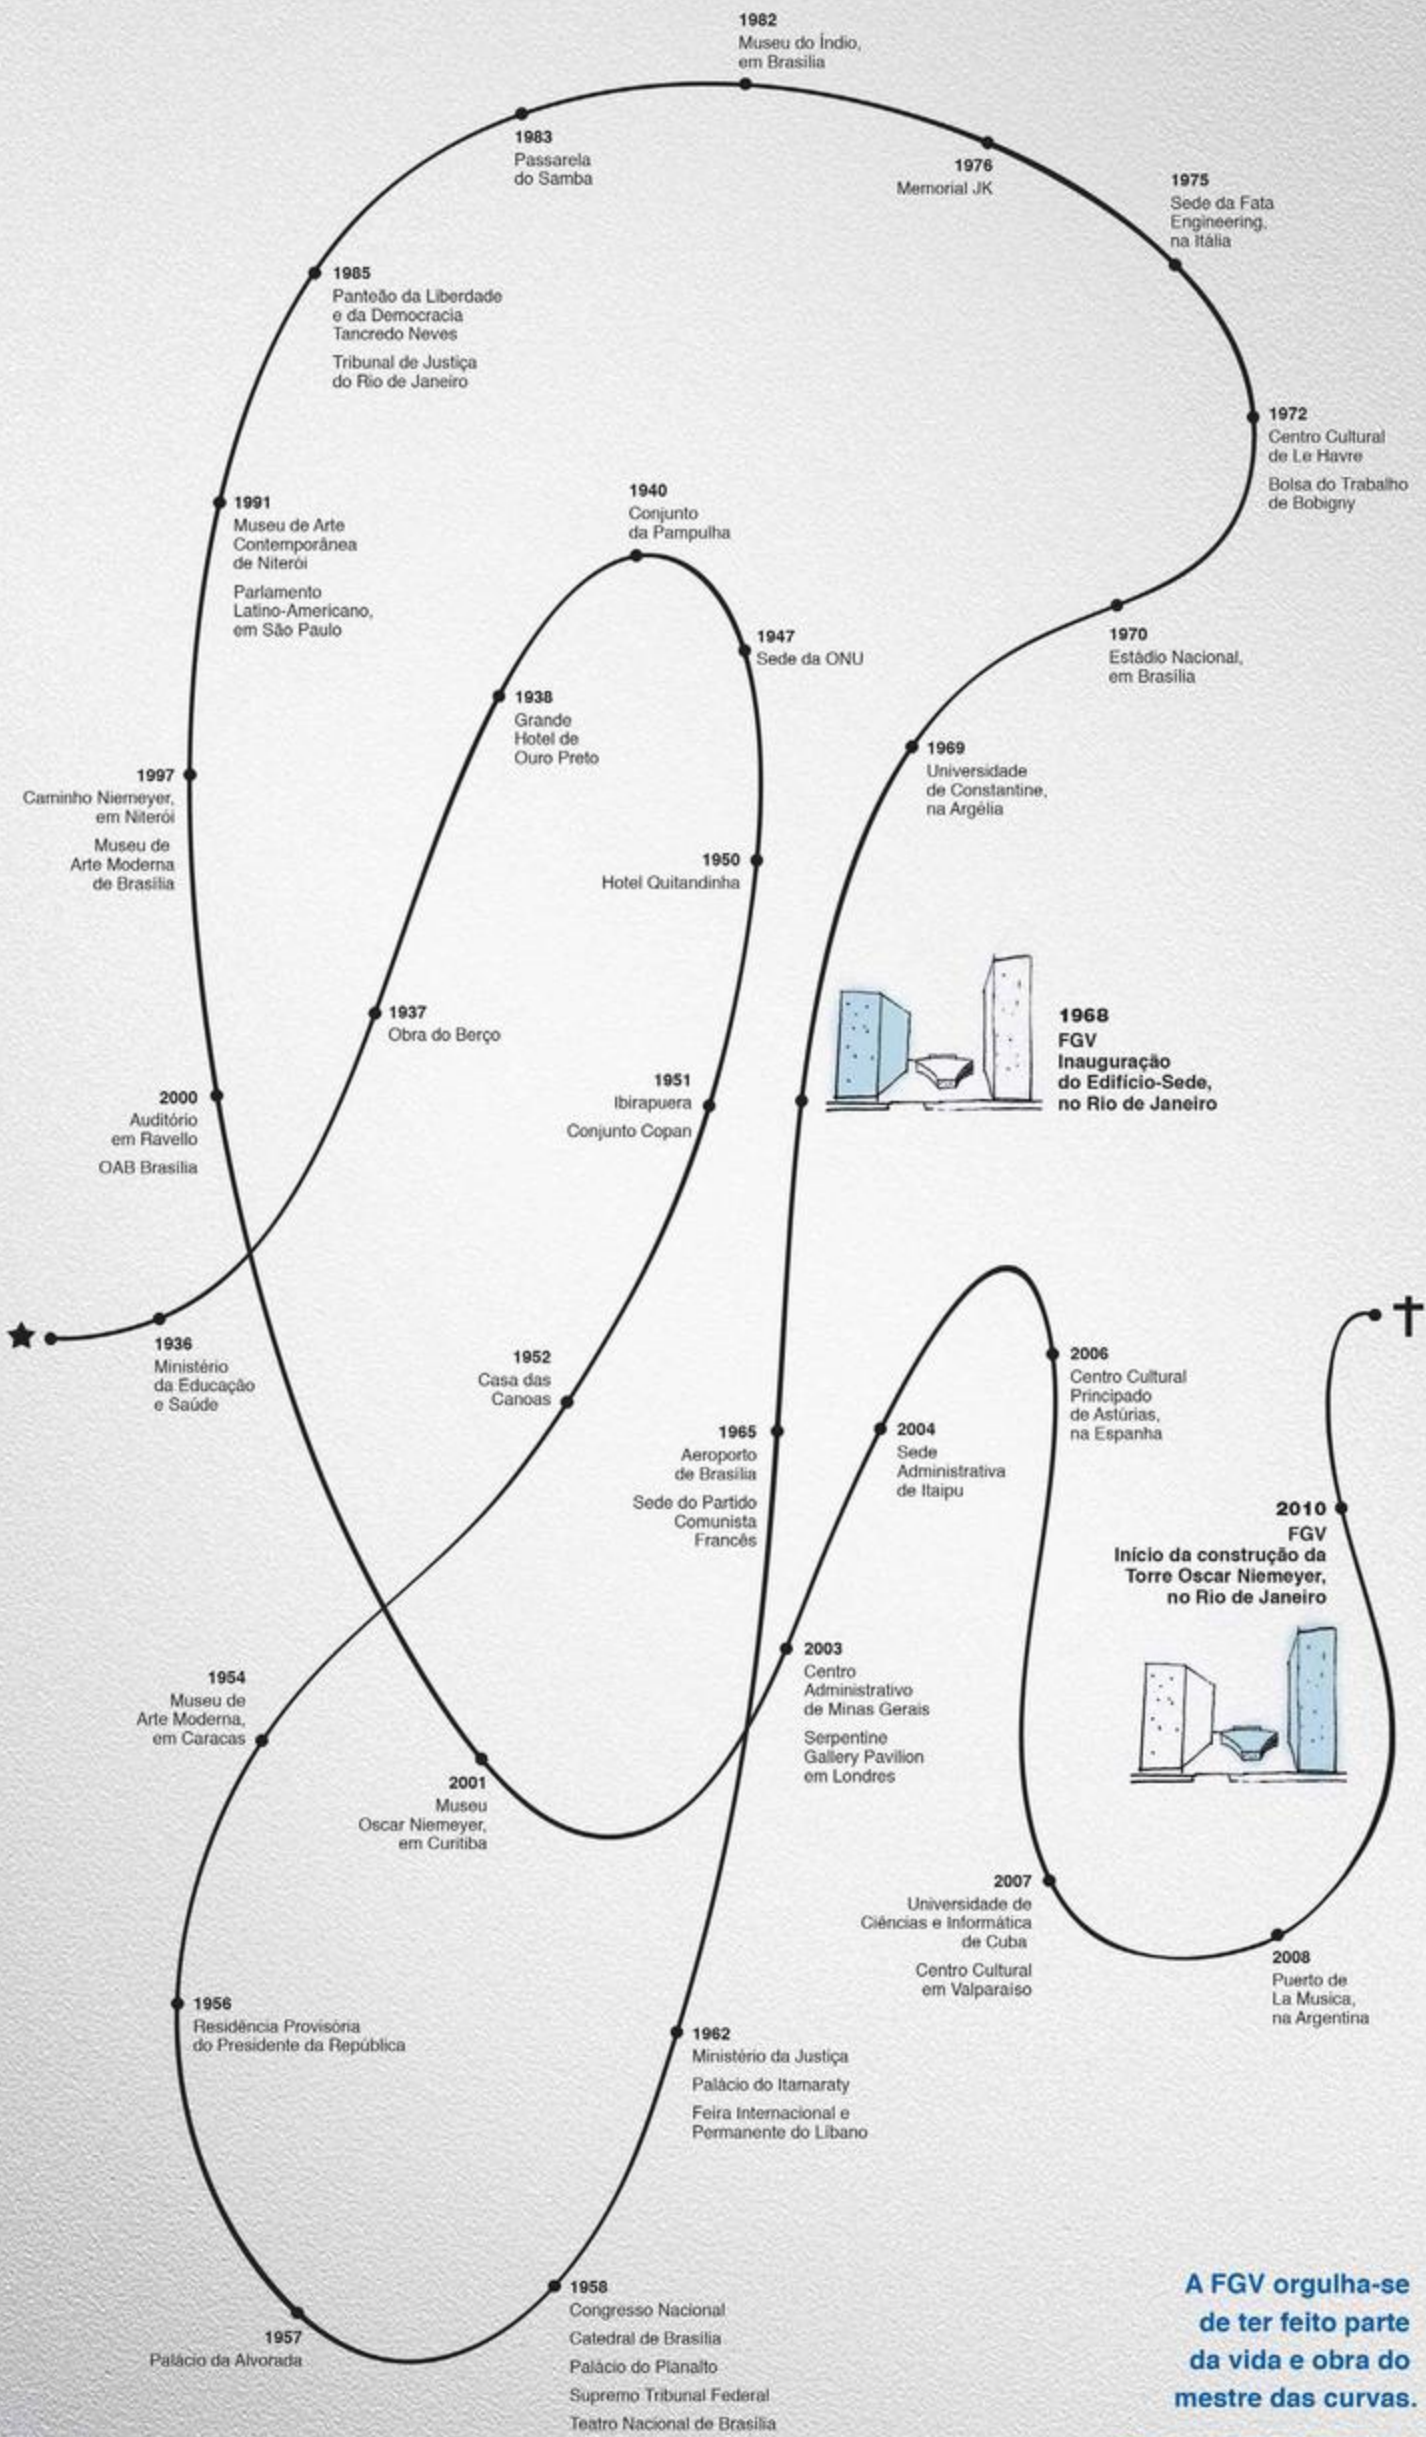 1982
Museu do Índio,
em Brasília
1983
Passarela
do Samba
1976
Memorial JK
1975
Sede da Fata
Engineering,
na Itália
1985
Panteão da Liberdade
e da Democracia
Tancredo Neves
Tribunal de Justiça
do Rio de Janeiro
1972
Centro Cultural
de Le Havre
Bolsa do Trabalho
de Bobigny
1991
Museu de Arte
Contemporânea
de Niterói
Parlamento
Latino-Americano,
em São Paulo
1940
Conjunto
da Pampulha
1947
Sede da ONU
1970
Estádio Nacional,
em Brasília
1938
Grande
Hotel de
Ouro Preto
1969
Universidade
de Constantine,
na Argélia
1997
Caminho Niemeyer,
em Niterói
Museu de
Arte Moderna
de Brasília
1950
Hotel Quitandinha
1937
Obra do Berço
1968
FGV
Inauguração
do Edifício-Sede,
no Rio de Janeiro
2000
Auditório
em Ravello
OAB Brasília
1951
Ibirapuera
Conjunto Copan
1936
Ministério
da Educação
e Saúde
1952
Casa das
Canoas
2006
Centro Cultural
Principado
de Astúrias,
na Espanha
1965
Aeroporto
de Brasília
Sede do Partido
Comunista
Francês
2004
Sede
Administrativa
de Itaipu
2010
FGV
Início da construção da
Torre Oscar Niemeyer,
no Rio de Janeiro
2003
Centro
Administrativo
de Minas Gerais
Serpentine
Gallery Pavilion
em Londres
1954
Museu de
Arte Moderna,
em Caracas
2001
Museu
Oscar Niemeyer,
em Curitiba
2007
Universidade de
Ciências e Informática
de Cuba
Centro Cultural
em Valparaíso
2008
Puerto de
La Musica,
na Argentina
1956
Residência Provisória
do Presidente da República
1962
Ministério da Justiça
Palácio do Itamaraty
Feira Internacional e
Permanente do Líbano
1957
Palácio da Alvorada
1958
Congresso Nacional
Catedral de Brasília
Palácio do Planalto
Supremo Tribunal Federal
Teatro Nacional de Brasília
A FGV orgulha-se
de ter feito parte
da vida e obra do
mestre das curvas.